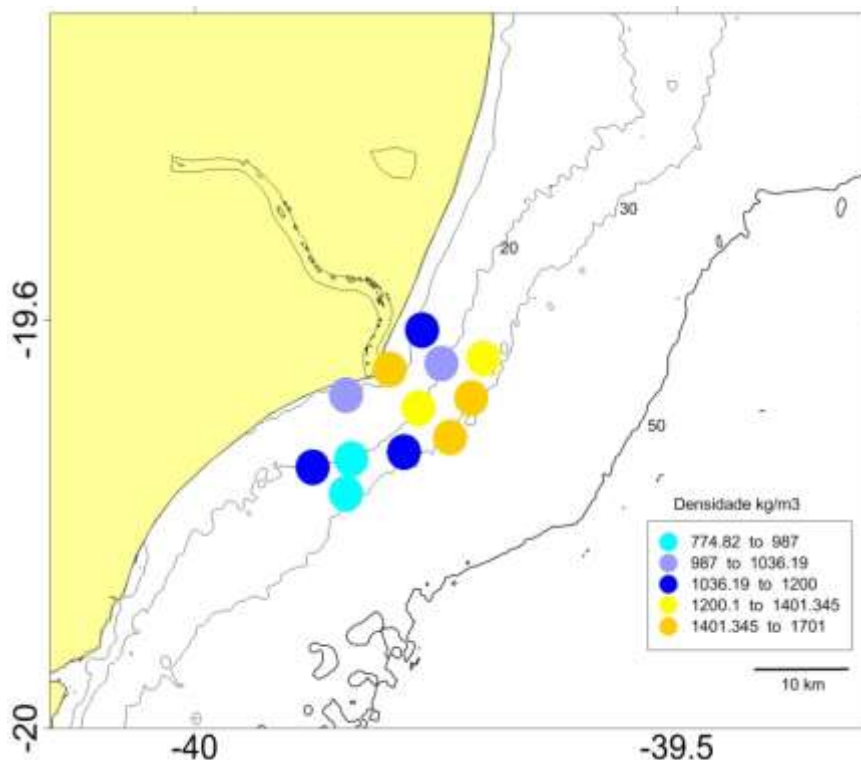 -19.6
20
30
50
Densidade kg/m3
774.82 to 987
987 to 1036.19
1036.19 to 1200
1200.1 to 1401.345
1401.345 to 1701
10 km
-20
-40
-39.5